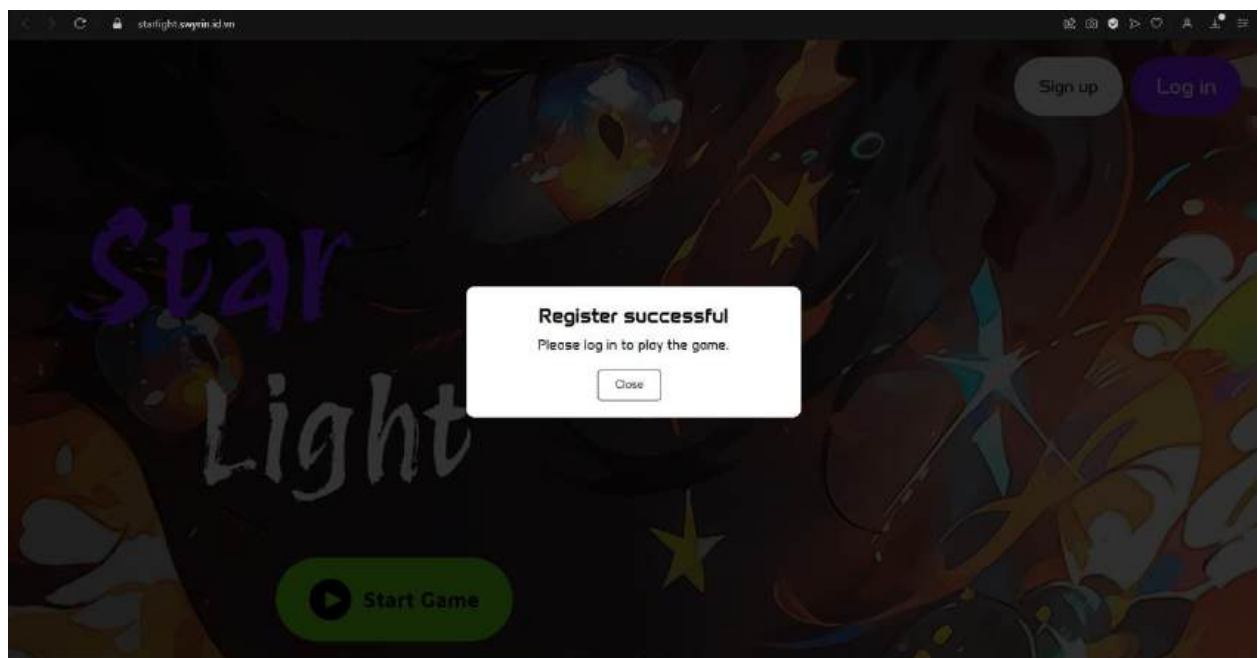 starlight.swyrin.id.vn
Sign up
Log in
star
Light
Register successful
Please log in to play the game.
Close
Start Game